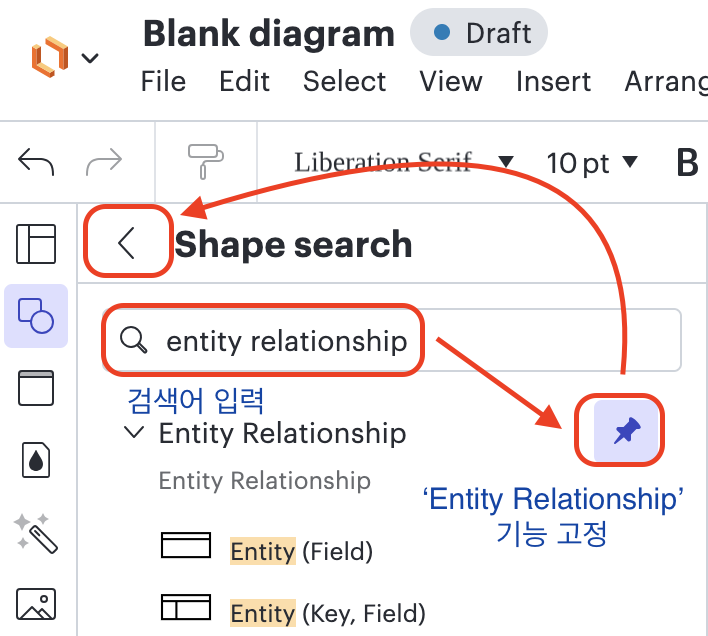 Blank diagram Draft
File Edit Select View Insert Arrang
Liberation Serif 10 pt B
Shape search
entity relationship
검색어 입력
Entity Relationship
Entity Relationship
‘Entity Relationship’
기능 고정
Entity (Field)
Entity (Key, Field)